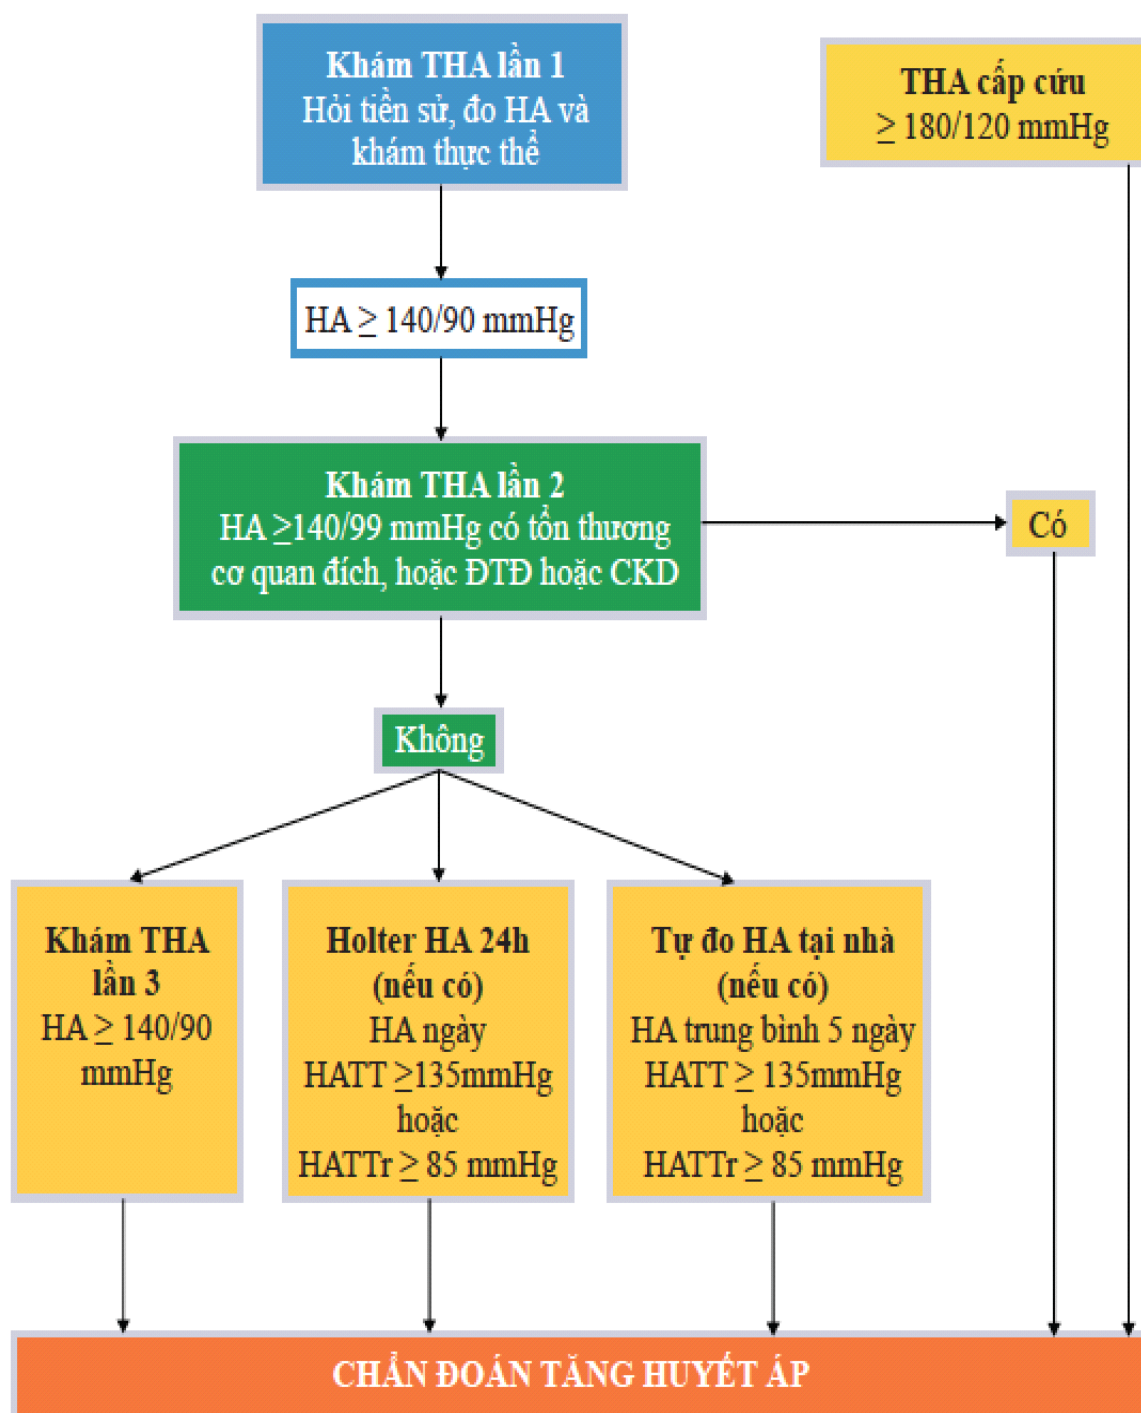 Khám THA lần 1
Hỏi tiền sử, đo HA và
khám thực thể
THA cấp cứu
≥ 180/120 mmHg
HA ≥ 140/90 mmHg
Khám THA lần 2
HA ≥140/99 mmHg có tổn thương
cơ quan đích, hoặc ĐTĐ hoặc CKD
Có
Không
Khám THA
lần 3
HA ≥ 140/90
mmHg
Holter HA 24h
(nếu có)
HA ngày
HATT ≥135mmHg
hoặc
HATTr ≥ 85 mmHg
Tự đo HA tại nhà
(nếu có)
HA trung bình 5 ngày
HATT ≥ 135mmHg
hoặc
HATTr ≥ 85 mmHg
CHẨN ĐOÁN TĂNG HUYẾT ÁP